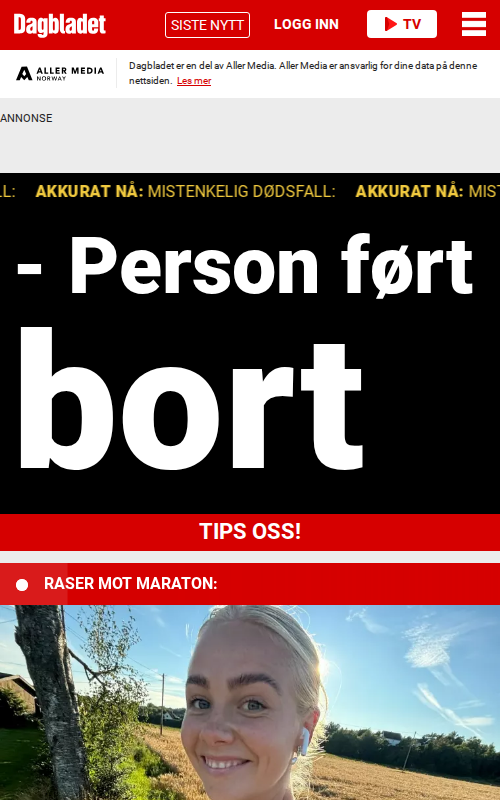 Dagbladet
SISTE NYTT
LOGG INN
TV
ALLER MEDIA
NORWAY
Dagbladet er en del av Aller Media. Aller Media er ansvarlig for dine data på denne
nettsiden. Les mer
ANNONSE
LL: AKKURAT NÅ: MISTENKELIG DØDSFALL: AKKURAT NÅ: MIST
- Person ført
bort
TIPS OSS!
RASER MOT MARATON: